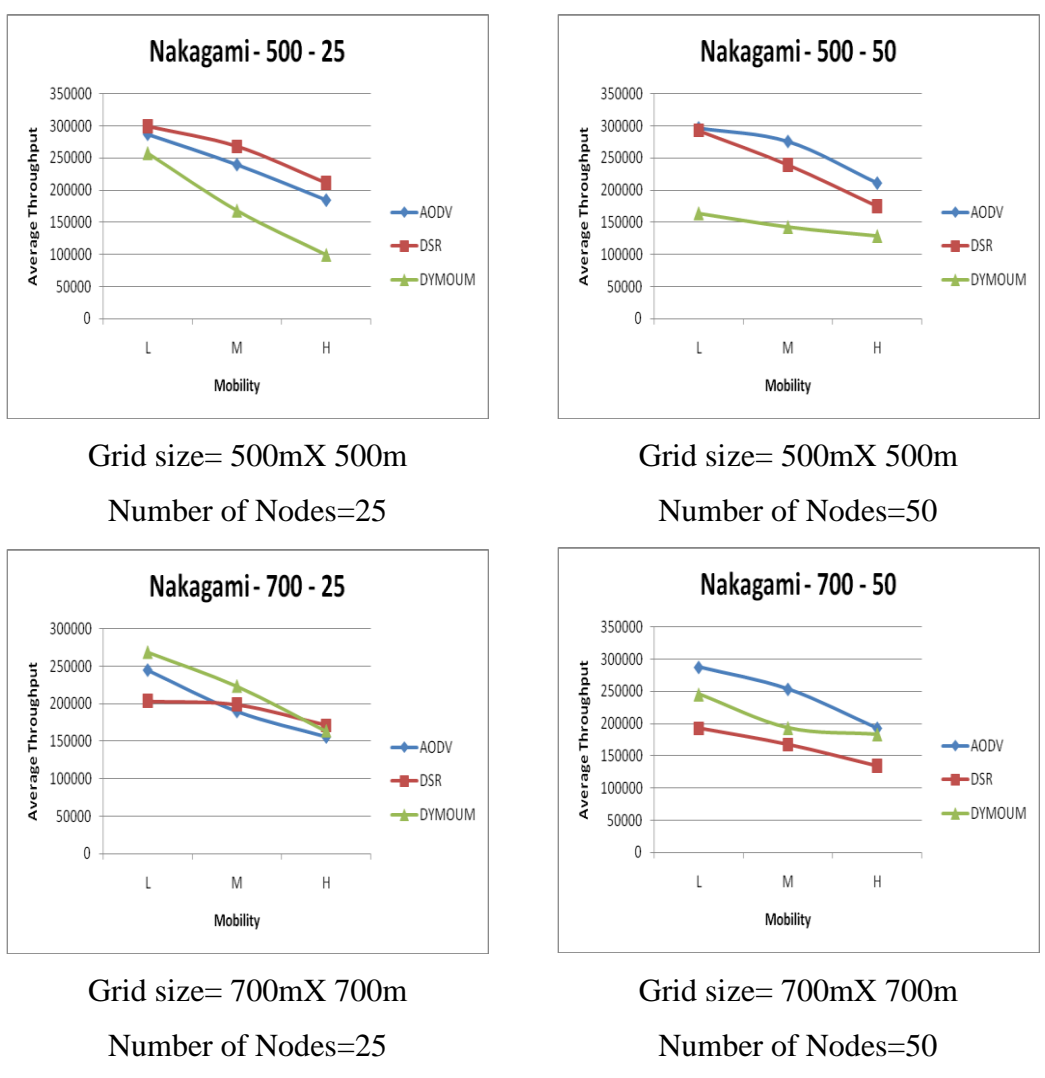 Nakagami - 500 - 25
Average Throughput
350000
300000
250000
200000
150000
100000
50000
0
L M H
Mobility
AODV
DSR
DYMOUM
Grid size= 500mX 500m
Number of Nodes=25
Nakagami - 500 - 50
Average Throughput
350000
300000
250000
200000
150000
100000
50000
0
L M H
Mobility
AODV
DSR
DYMOUM
Grid size= 500mX 500m
Number of Nodes=50
Nakagami - 700 - 25
Average Throughput
300000
250000
200000
150000
100000
50000
0
L M H
Mobility
AODV
DSR
DYMOUM
Grid size= 700mX 700m
Number of Nodes=25
Nakagami - 700 - 50
Average Throughput
350000
300000
250000
200000
150000
100000
50000
0
L M H
Mobility
AODV
DSR
DYMOUM
Grid size= 700mX 700m
Number of Nodes=50